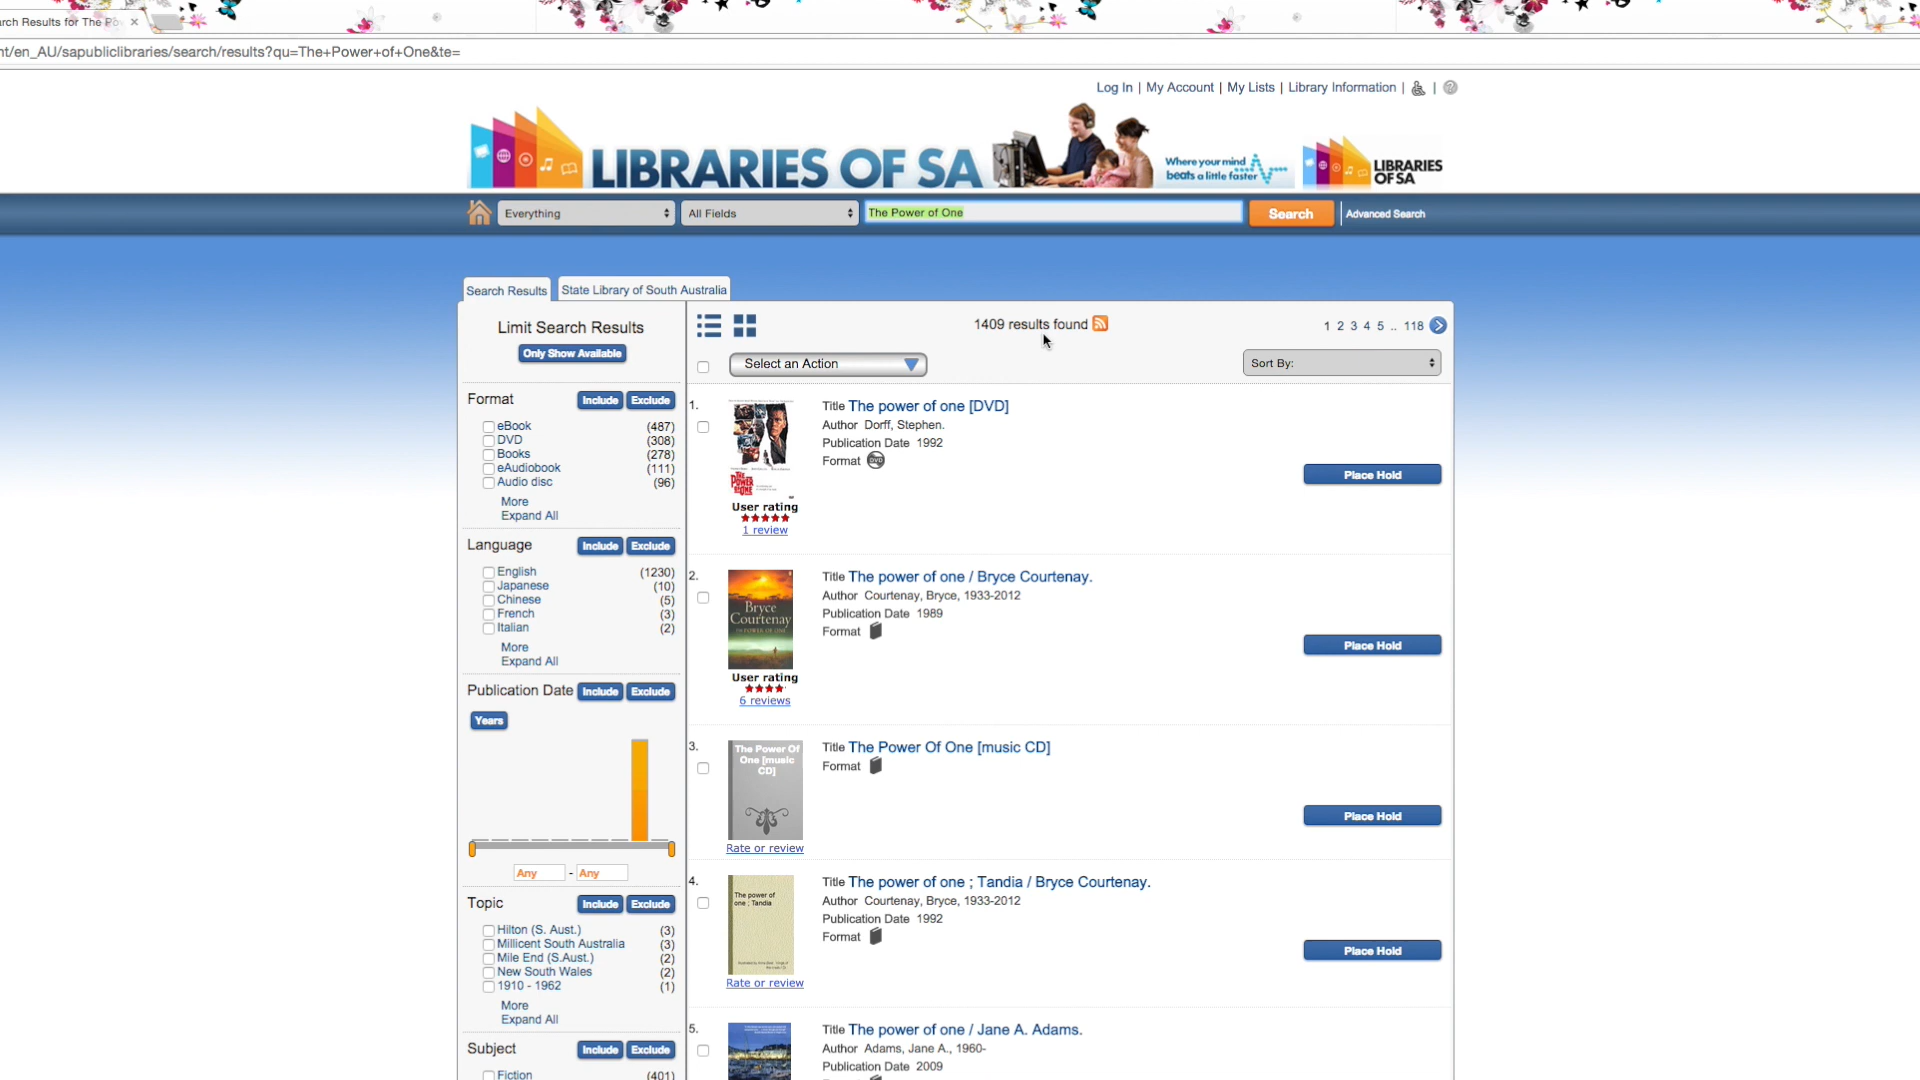 rch Results for The Po
nt/en_AU/sapubliclibraries/search/results?qu=The+Power+of+One&te=
Log In | My Account | My Lists | Library Information | |
LIBRARIES OF SA
Where your mind
beats a little faster
LIBRARIES
OF SA
Everything All Fields The Power of One Search Advanced Search
Search Results State Library of South Australia
Limit Search Results
Only Show Available
Format Include Exclude
eBook (487)
DVD (308)
Books (278)
eAudiobook (111)
Audio disc (96)
More
Expand All
Language Include Exclude
English (1230)
Japanese (10)
Chinese (5)
French (3)
Italian (2)
More
Expand All
Publication Date Include Exclude
Years
Any - Any
Topic Include Exclude
Hilton (S. Aust.) (3)
Millicent South Australia (3)
Mile End (S.Aust.) (2)
New South Wales (2)
1910 - 1962 (1)
More
Expand All
Subject Include Exclude
Fiction (401)
1409 results found
1 2 3 4 5 .. 118
Select an Action
Sort By:
1.
Title The power of one [DVD]
Author Dorff, Stephen.
Publication Date 1992
Format DVD
Place Hold
User rating
1 review
2.
Title The power of one / Bryce Courtenay.
Author Courtenay, Bryce, 1933-2012
Publication Date 1989
Format
Place Hold
Bryce
Courtenay
User rating
6 reviews
3.
Title The Power Of One [music CD]
Format
Place Hold
The Power Of
One [music
CD]
Rate or review
4.
Title The power of one ; Tandia / Bryce Courtenay.
Author Courtenay, Bryce, 1933-2012
Publication Date 1992
Format
Place Hold
The power of
one ; Tandia
Rate or review
5.
Title The power of one / Jane A. Adams.
Author Adams, Jane A., 1960-
Publication Date 2009